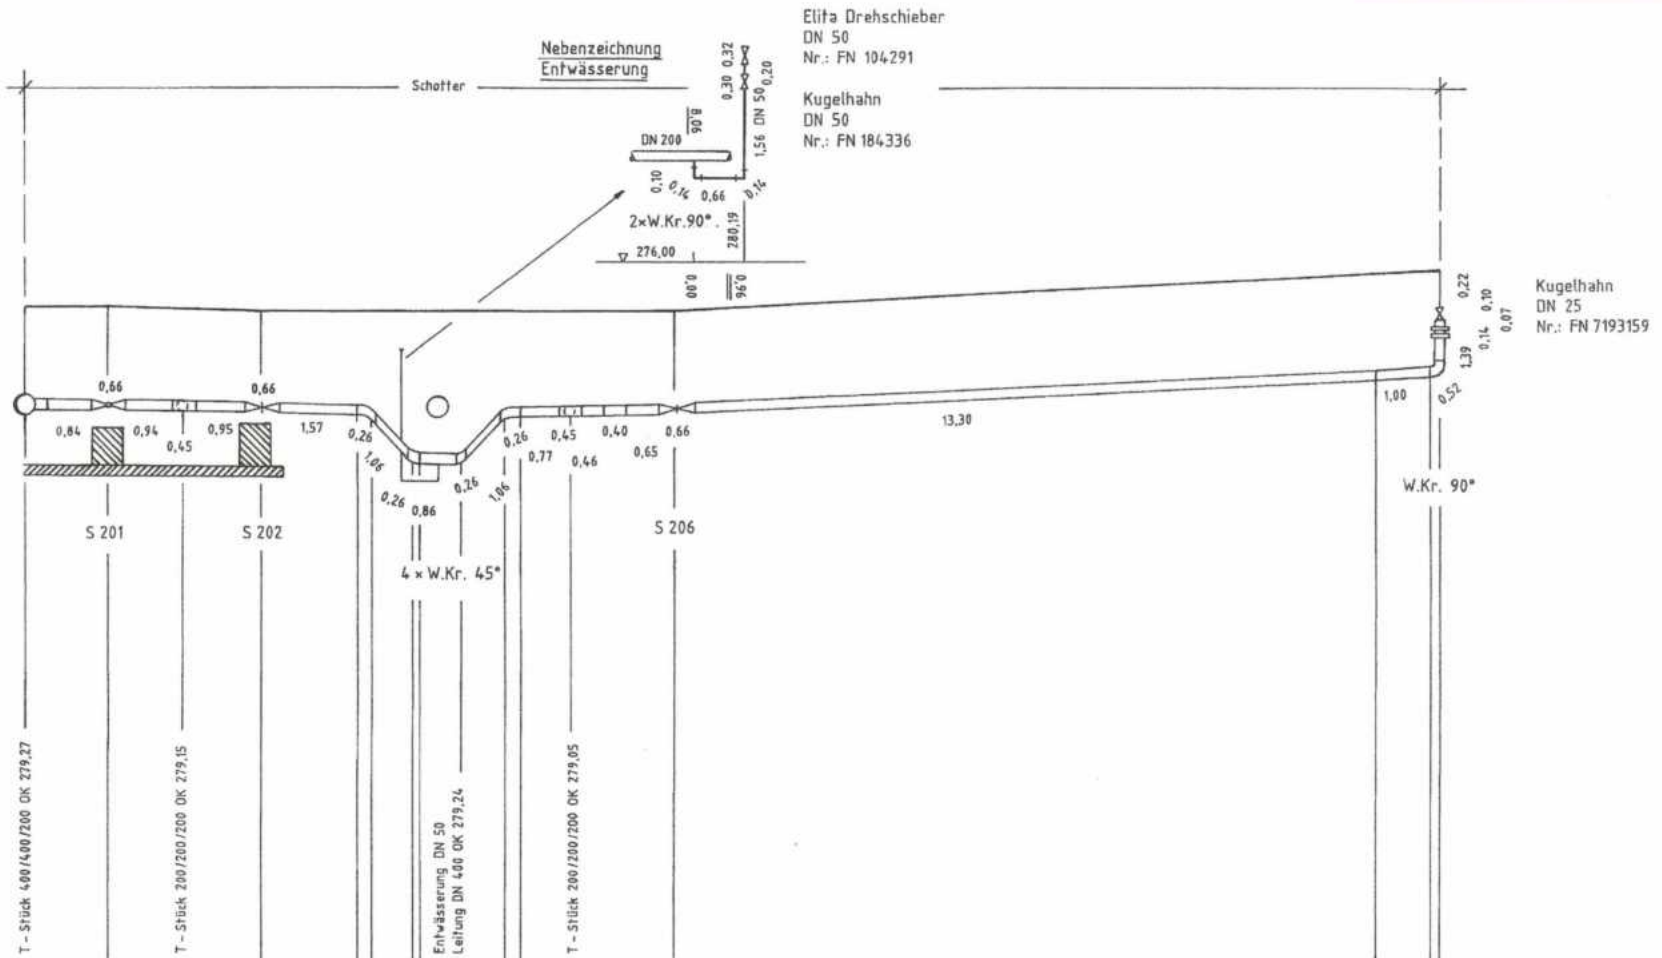 Elita Drehschieber
DN 50
Nr.: FN 104291
Kugelhahn
DN 50
Nr.: FN 184336
Nebenzeichnung
Entwässerung
Schotter
0,32
0,30
0,20
1,56 DN 50
8,06
DN 200
0,10
0,14
0,66
0,14
2xW.Kr.90°.
280,19
276,00
0,00
0,96
0,22
0,10
0,07
0,14
1,39
Kugelhahn
DN 25
Nr.: FN 7193159
0,66
0,66
0,84
0,94
0,45
0,95
1,57
0,26
1,06
0,26
0,86
0,26
1,06
0,26
0,77
0,45
0,46
0,40
0,65
0,66
13,30
1,00
0,52
W.Kr. 90°
S 201
S 202
S 206
4 x W.Kr. 45°
T - Stück 400/400/200 OK 279,27
T - Stück 200/200/200 OK 279,15
Entwässerung DN 50
Leitung DN 400 OK 279,24
T - Stück 200/200/200 OK 279,05